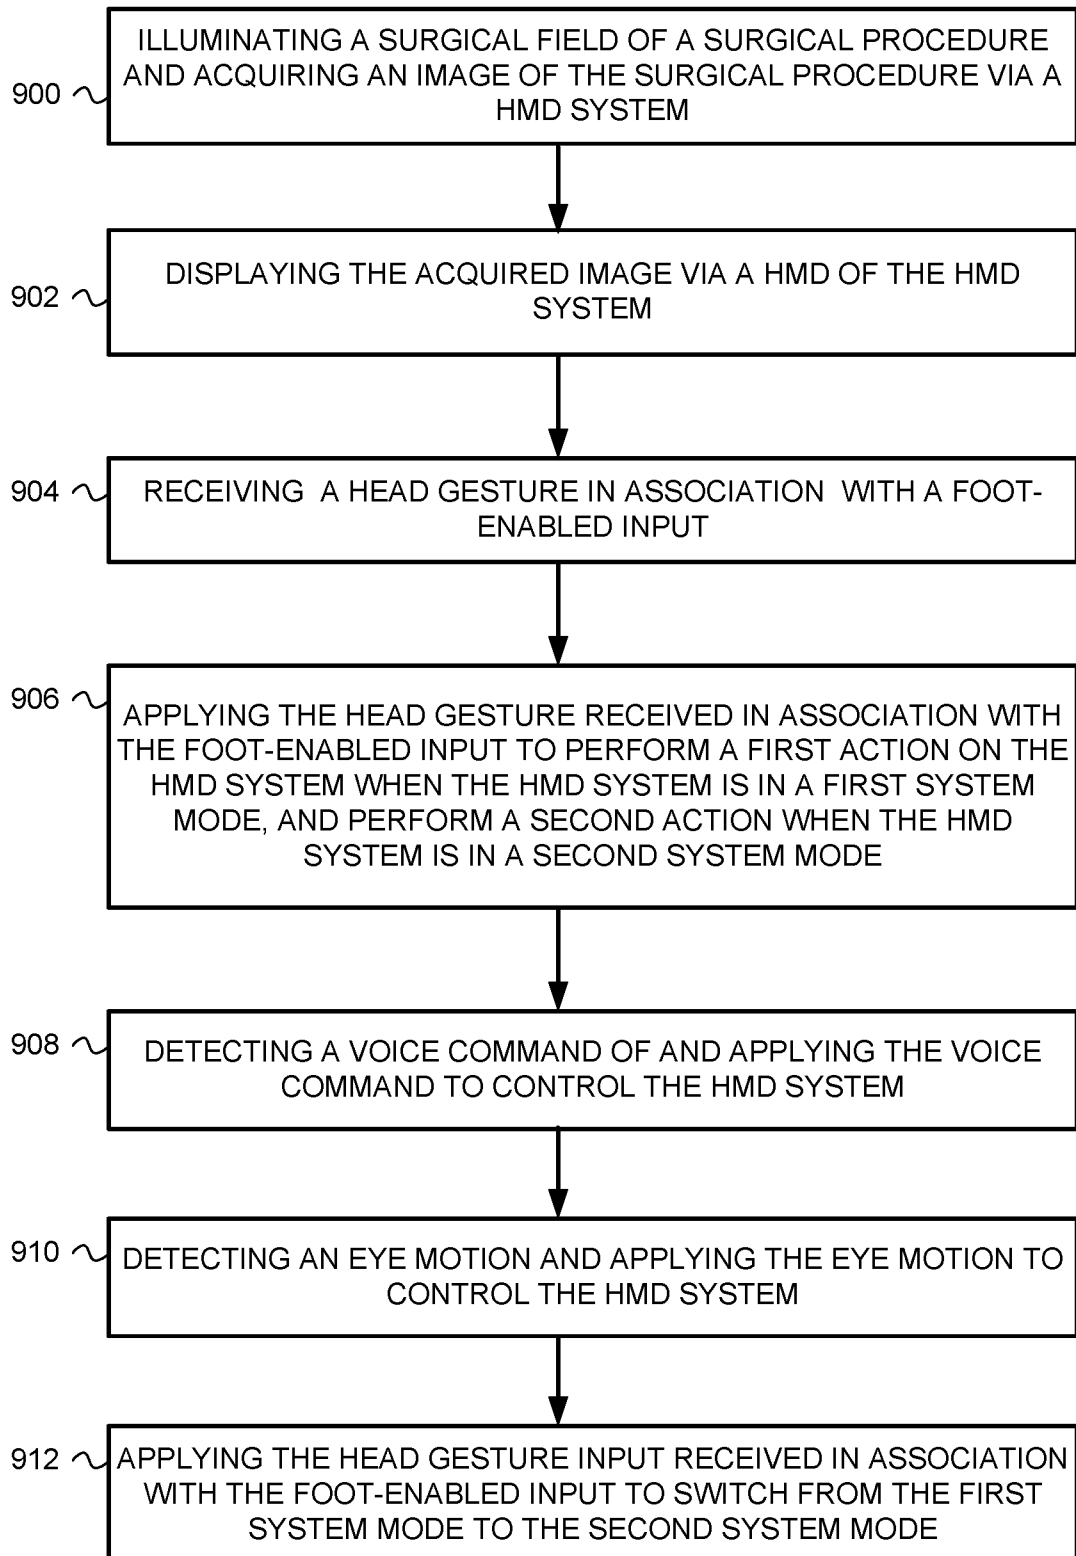 ILLUMINATING A SURGICAL FIELD OF A SURGICAL PROCEDURE
AND ACQUIRING AN IMAGE OF THE SURGICAL PROCEDURE VIA A
HMD SYSTEM
900
DISPLAYING THE ACQUIRED IMAGE VIA A HMD OF THE HMD
SYSTEM
902
RECEIVING A HEAD GESTURE IN ASSOCIATION WITH A FOOT-
ENABLED INPUT
904
APPLYING THE HEAD GESTURE RECEIVED IN ASSOCIATION WITH
THE FOOT-ENABLED INPUT TO PERFORM A FIRST ACTION ON THE
HMD SYSTEM WHEN THE HMD SYSTEM IS IN A FIRST SYSTEM
MODE, AND PERFORM A SECOND ACTION WHEN THE HMD
SYSTEM IS IN A SECOND SYSTEM MODE
906
DETECTING A VOICE COMMAND OF AND APPLYING THE VOICE
COMMAND TO CONTROL THE HMD SYSTEM
908
DETECTING AN EYE MOTION AND APPLYING THE EYE MOTION TO
CONTROL THE HMD SYSTEM
910
APPLYING THE HEAD GESTURE INPUT RECEIVED IN ASSOCIATION
WITH THE FOOT-ENABLED INPUT TO SWITCH FROM THE FIRST
SYSTEM MODE TO THE SECOND SYSTEM MODE
912